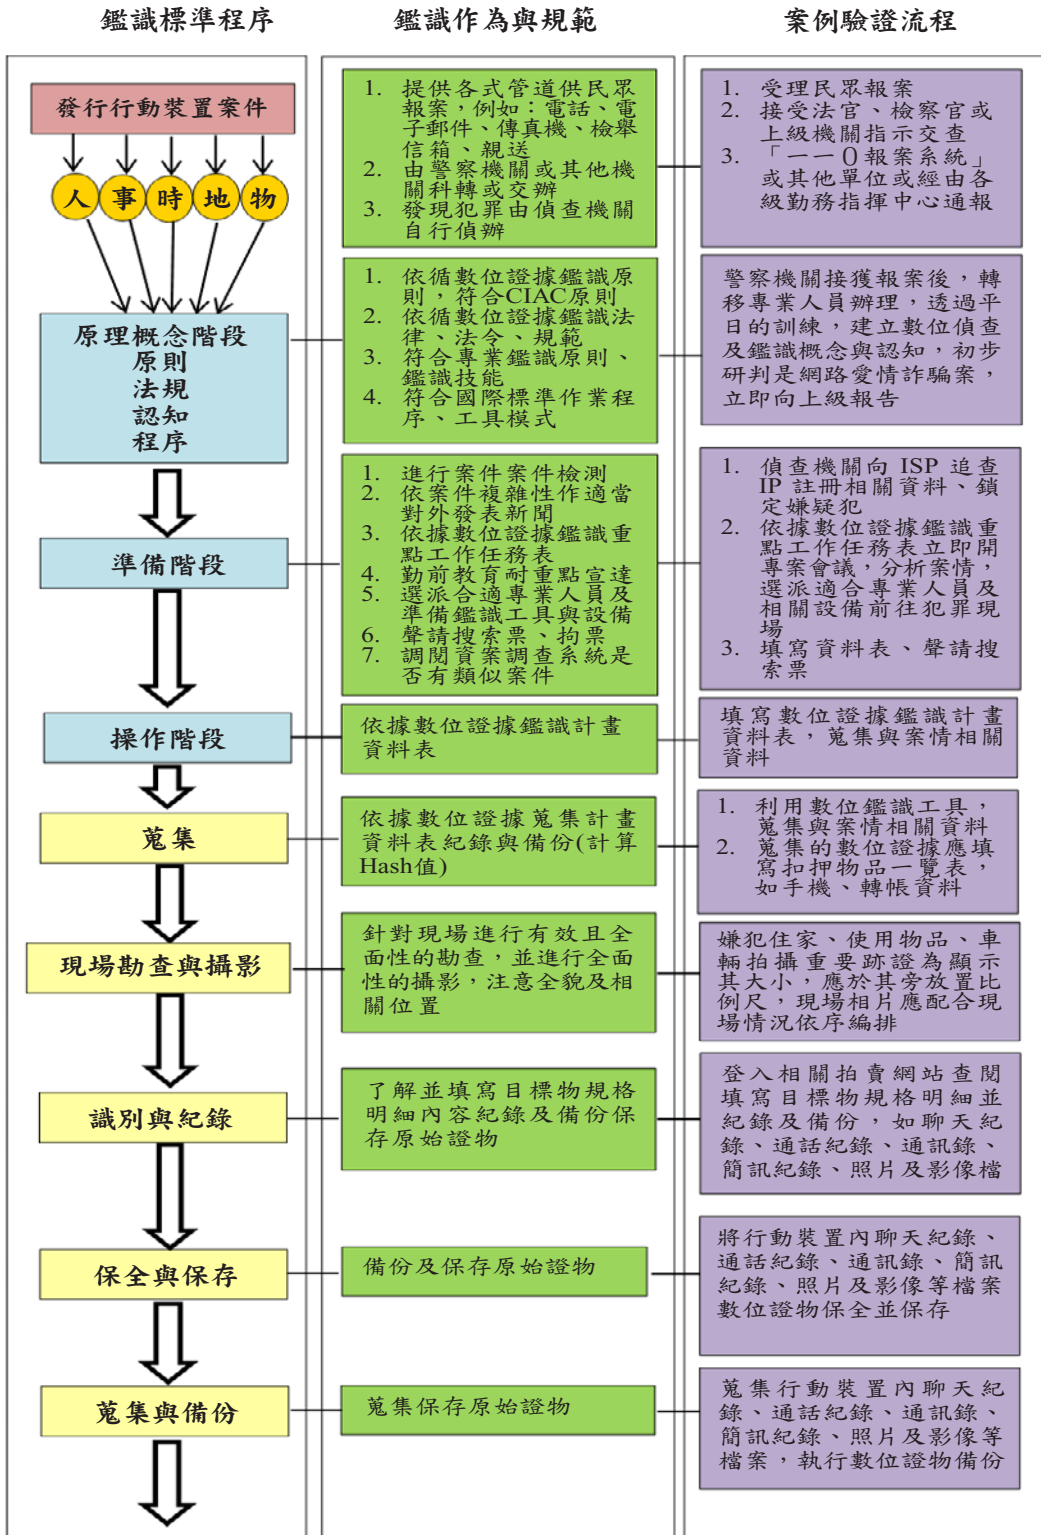 鑑識標準程序
鑑識作為與規範
案例驗證流程
發行行動裝置案件
人 事 時 地 物
1. 提供各式管道供民眾
報案，例如：電話、電
子郵件、傳真機、檢舉
信箱、親送
2. 由警察機關或其他機
關科轉或交辦
3. 發現犯罪由偵查機關
自行偵辦
1. 受理民眾報案
2. 接受法官、檢察官或
上級機關指示交查
3. 「一一0報案系統」
或其他單位或經由各
級勤務指揮中心通報
原理概念階段
原則
法規
認知
程序
1. 依循數位證據鑑識原
則，符合CIAC原則
2. 依循數位證據鑑識法
律、法令、規範
3. 符合專業鑑識原則、
鑑識技能
4. 符合國際標準作業程
序、工具模式
警察機關接獲報案後，轉
移專業人員辦理，透過平
日的訓練，建立數位偵查
及鑑識概念與認知，初步
研判是網路愛情詐騙案，
立即向上級報告
準備階段
1. 進行案件案件檢測
2. 依案件複雜性作適當
對外發表新聞
3. 依據數位證據鑑識重
點工作任務表
4. 勤前教育耐重點宣達
5. 選派合適專業人員及
準備鑑識工具與設備
6. 聲請搜索票、拘票
7. 調閱資案調查系統是
否有類似案件
1. 偵查機關向 ISP 追查
IP 註冊相關資料、鎖
定嫌疑犯
2. 依據數位證據鑑識重
點工作任務表立即開
專案會議，分析案情，
選派適合專業人員及
相關設備前往犯罪現
場
3. 填寫資料表、聲請搜
索票
操作階段
依據數位證據鑑識計畫
資料表
填寫數位證據鑑識計畫
資料表，蒐集與案情相關
資料
蒐集
依據數位證據蒐集計畫
資料表紀錄與備份(計算
Hash值)
1. 利用數位鑑識工具，
蒐集與案情相關資料
2. 蒐集的數位證據應填
寫扣押物品一覽表，
如手機、轉帳資料
現場勘查與攝影
針對現場進行有效且全
面性的勘查，並進行全面
性的攝影，注意全貌及相
關位置
嫌犯住家、使用物品、車
輛拍攝重要跡證為顯示
其大小，應於其旁放置比
例尺，現場相片應配合現
場情況依序編排
識別與紀錄
了解並填寫目標物規格
明細內容紀錄及備份保
存原始證物
登入相關拍賣網站查閱
填寫目標物規格明細並
紀錄及備份，如聊天紀
錄、通話紀錄、通訊錄、
簡訊紀錄、照片及影像檔
保全與保存
備份及保存原始證物
將行動裝置內聊天紀錄、
通話紀錄、通訊錄、簡訊
紀錄、照片及影像等檔案
數位證物保全並保存
蒐集與備份
蒐集保存原始證物
蒐集行動裝置內聊天紀
錄、通話紀錄、通訊錄、
簡訊紀錄、照片及影像等
檔案，執行數位證物備份